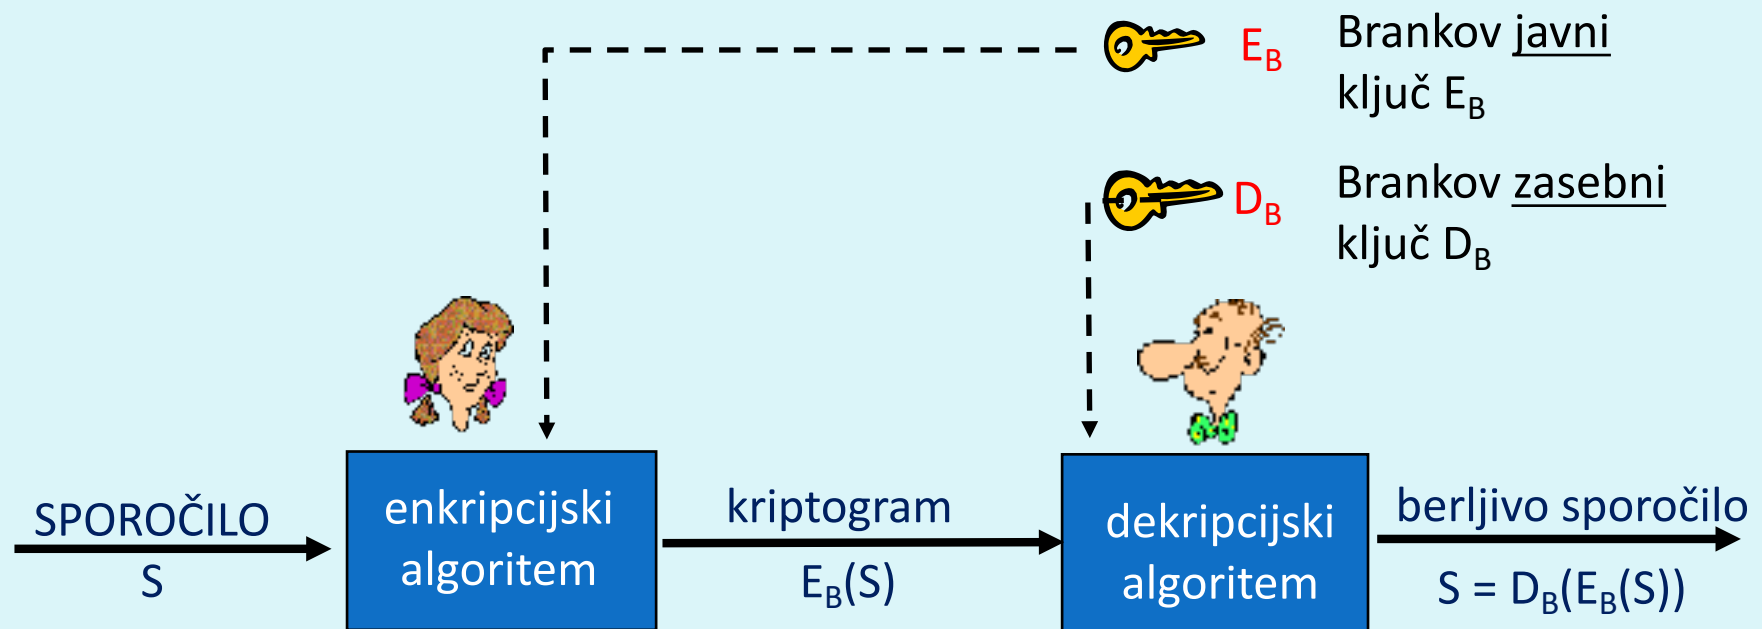 E_B
Brankov javni
ključ E_B
D_B
Brankov zasebni
ključ D_B
SPOROČILO
S
enkripcijski
algoritem
kriptogram
E_B(S)
dekripcijski
algoritem
berljivo sporočilo
S = D_B(E_B(S))